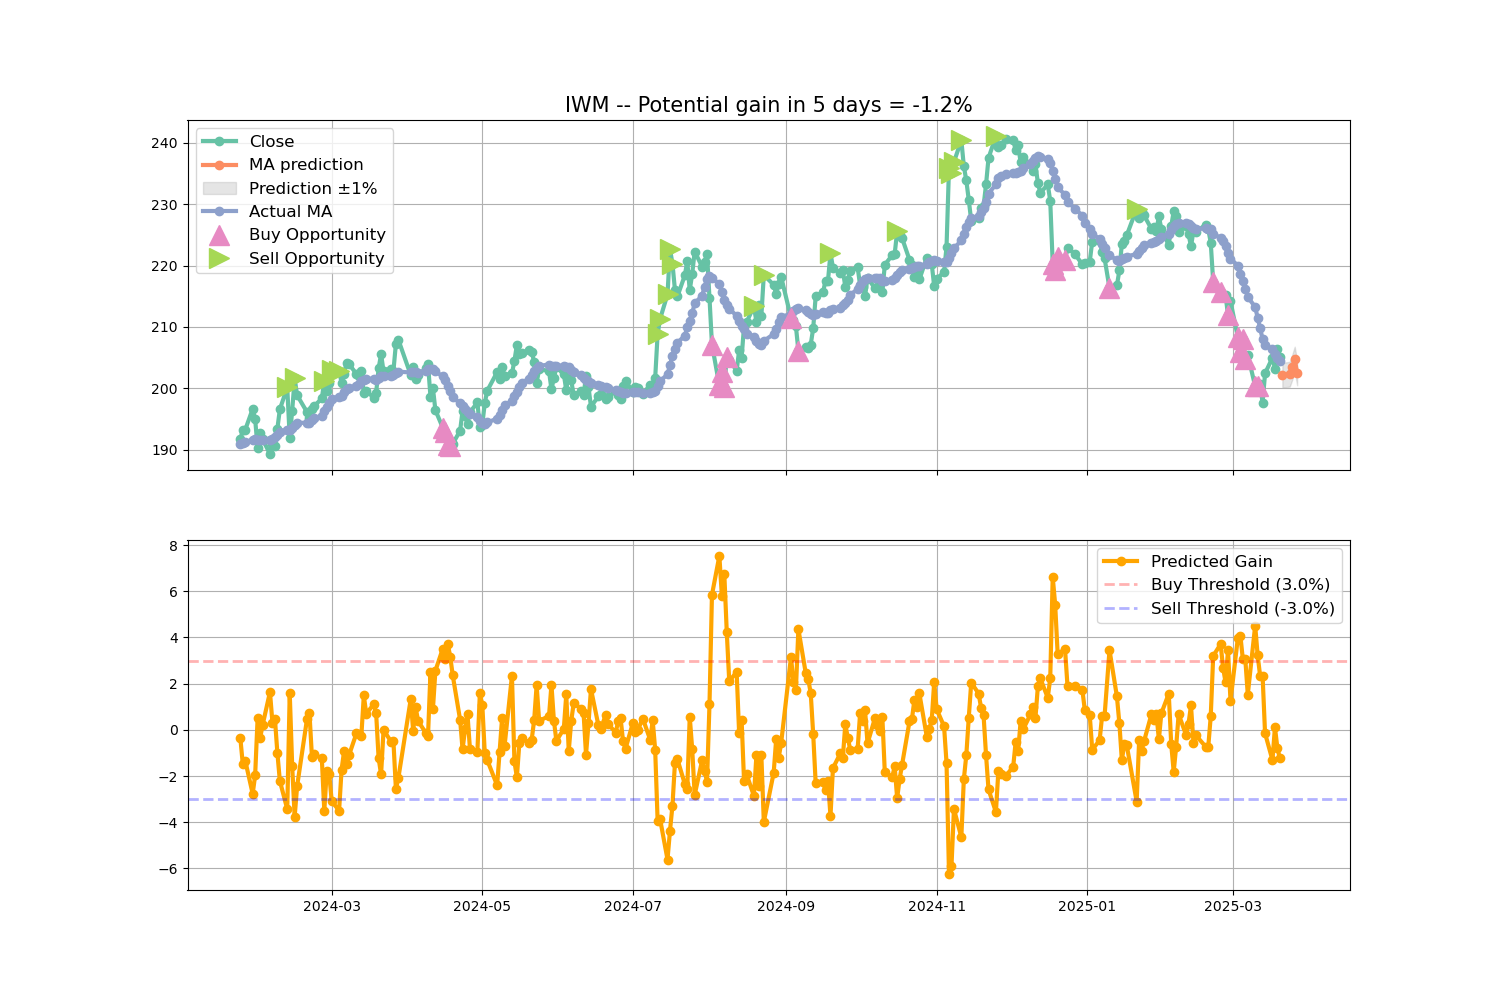 IWM -- Potential gain in 5 days = -1.2%
240
230
220
210
200
190
Close
MA prediction
Prediction ±1%
Actual MA
Buy Opportunity
Sell Opportunity
8
6
4
2
0
−2
−4
−6
Predicted Gain
Buy Threshold (3.0%)
Sell Threshold (-3.0%)
2024-03
2024-05
2024-07
2024-09
2024-11
2025-01
2025-03